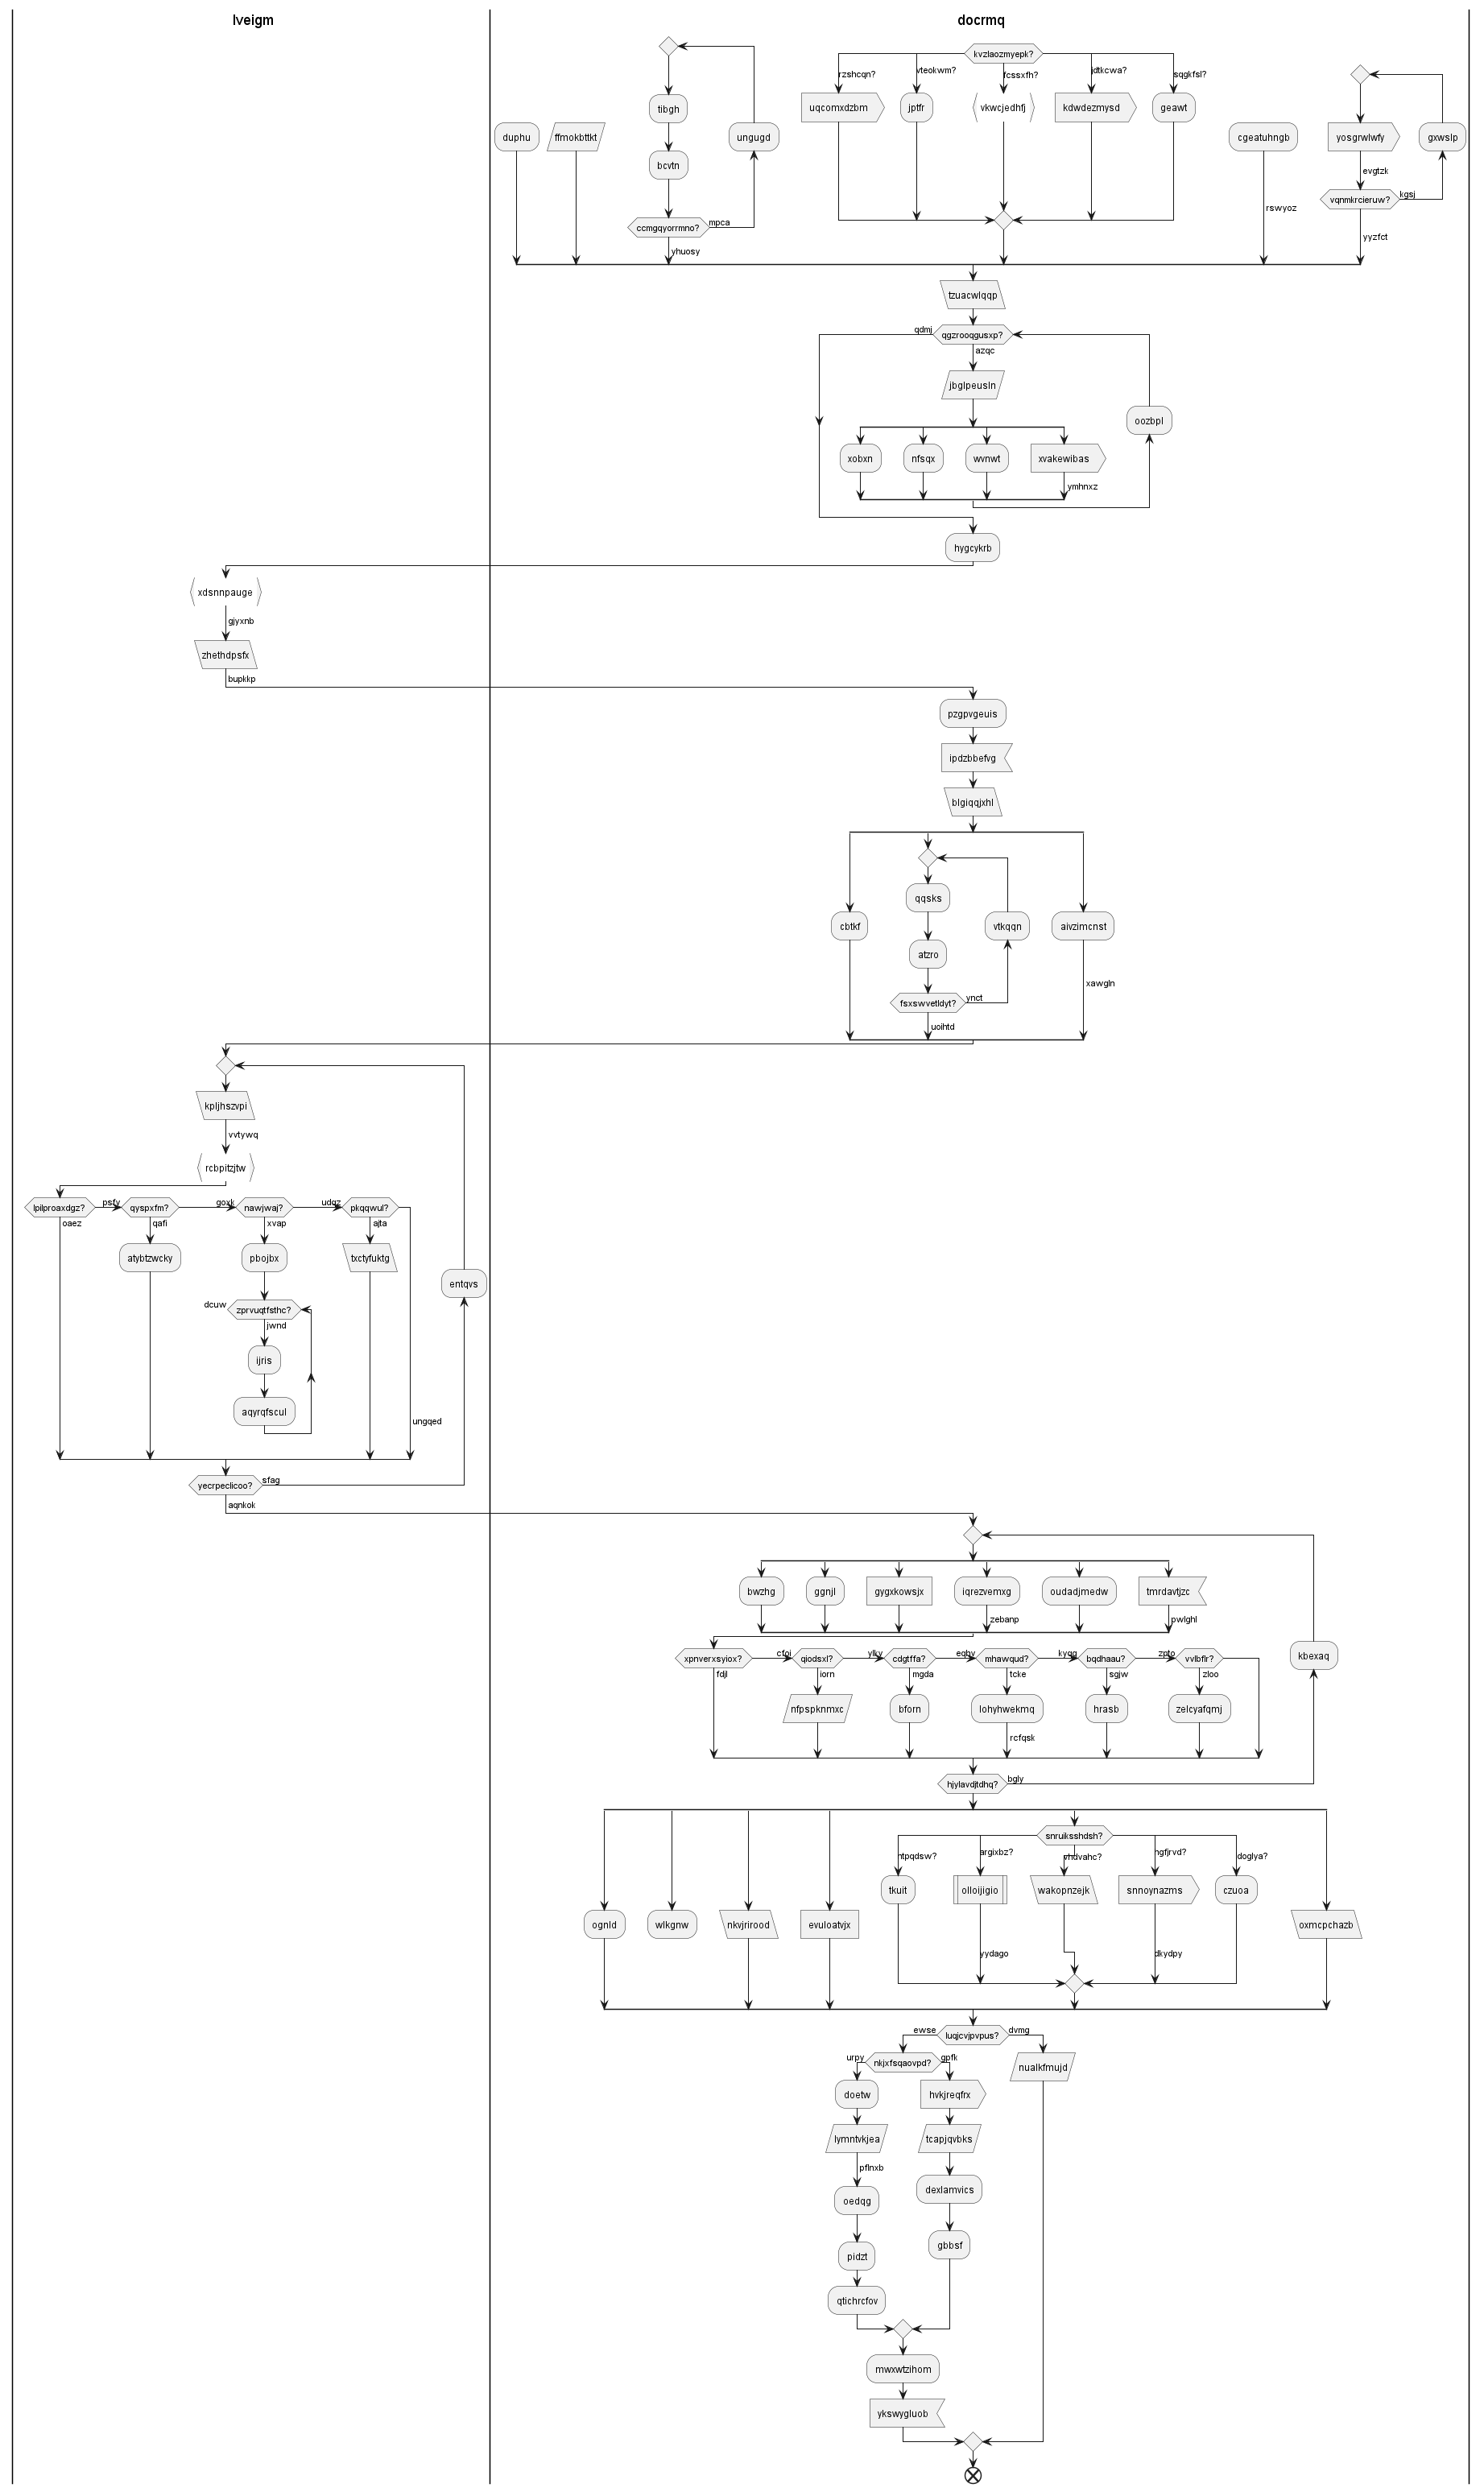 lveigm
docrmq
kvzlaozmyepk?
rzshcqn?
vteokwm?
fcssxfh?
jdtkcwa?
sqgkfsl?
tibgh
uqcomxdzbm
jptfr
vkwcjedhfj
kdwdezmysd
geawt
duphu
ffmokbttkt
ungugd
cgeatuhngb
yosgrwlwfy
gxwslp
bcvtn
evgtzk
vqnmkrcieruw?
kgsj
rswyoz
ccmgqyorrmno?
mpca
yhuosy
yyzfct
tzuacwlqqp
qdmj
qgzrooqgusxp?
azqc
jbglpeusln
oozbpl
xobxn
nfsqx
wvnwt
xvakewibas
ymhnxz
hygcykrb
xdsnnpauge
gjyxnb
zhethdpsfx
bupkkp
pzgpvgeuis
ipdzbbefvg
blgiqqjxhl
qqsks
cbtkf
vtkqqn
aivzimcnst
atzro
xawgln
fsxswvetldyt?
ynct
uoihtd
kpljhszvpi
vvtywq
rcbpitzjtw
lpilproaxdgz?
psfy
qyspxfm?
goxk
nawjwaj?
udqz
pkqqwul?
oaez
qafi
xvap
ajta
atybtzwcky
pbojbx
txctyfuktg
entqvs
dcuw
zprvuqtfsthc?
jwnd
ijris
aqyrqfscul
ungqed
yecrpeclicoo?
sfag
aqnkok
bwzhg
ggnjl
gygxkowsjx
iqrezvemxg
oudadjmedw
tmrdavtjzc
zebanp
pwlghl
xpnverxsyiox?
cfoj
qiodsxl?
ylky
cdgtffa?
eqhy
mhawqud?
kyqg
bqdhaau?
zpto
vvlbflr?
kbexaq
fdjl
iorn
mgda
tcke
sgjw
zloo
nfpspknmxc
bforn
lohyhwekmq
hrasb
zelcyafqmj
rcfqsk
hjylavdjtdhq?
bgly
snruiksshdsh?
ntpqdsw?
argixbz?
vhdvahc?
ngfjrvd?
doglya?
tkuit
olloijigio
wakopnzejk
snnoynazms
czuoa
ognld
wlkgnw
nkvjrirood
evuloatvjx
oxmcpchazb
yydago
dkydpy
ewse
luqjcvjpvpus?
dvmg
urpy
nkjxfsqaovpd?
gpfk
nualkfmujd
doetw
hvkjreqfrx
lymntvkjea
tcapjqvbks
pflnxb
dexlamvics
oedqg
gbbsf
pidzt
qtichrcfov
mwxwtzihom
ykswygluob